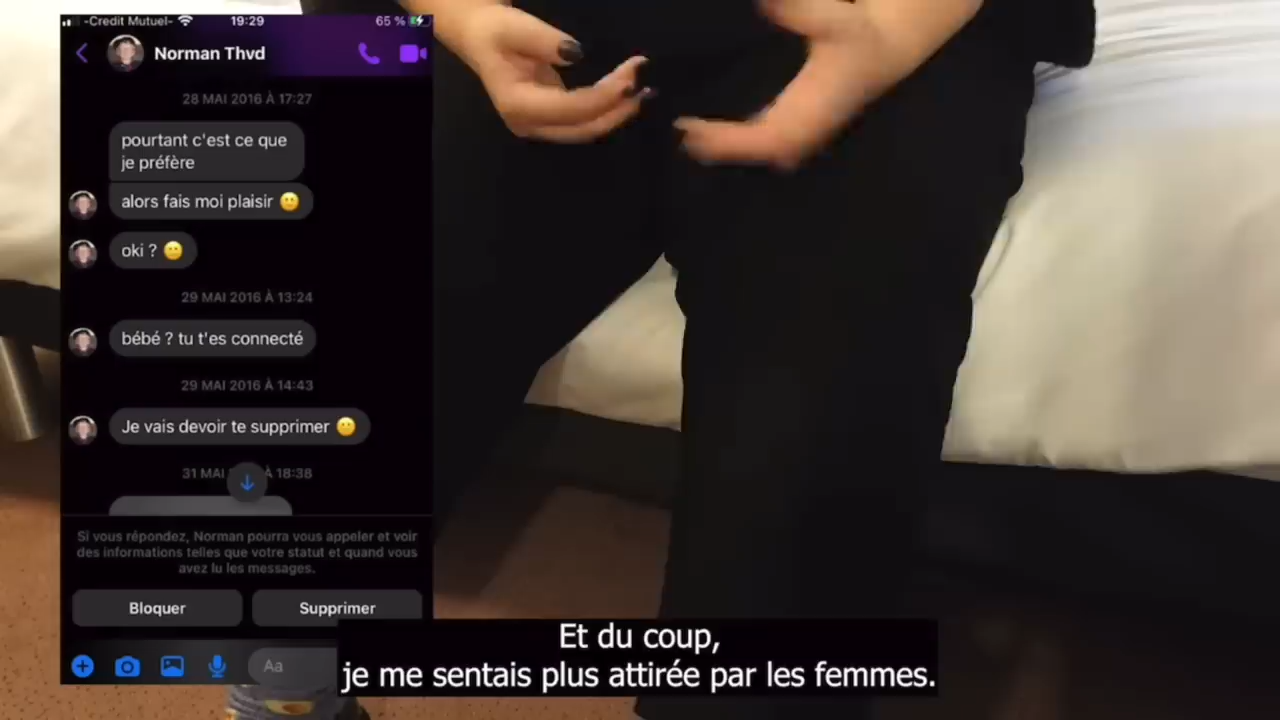 -Credit Mutuel-
19:29
65 %
Norman Thvd
28 MAI 2016 À 17:27
pourtant c'est ce que
je préfère
alors fais moi plaisir 🙂
oki ? 🙂
29 MAI 2016 À 13:24
bébé ? tu t'es connecté
29 MAI 2016 À 14:43
Je vais devoir te supprimer 🙁
31 MAI À 18:38
Si vous répondez, Norman pourra vous appeler et voir
des informations telles que votre statut et quand vous
avez lu les messages.
Bloquer
Supprimer
Aa
Et du coup,
je me sentais plus attirée par les femmes.